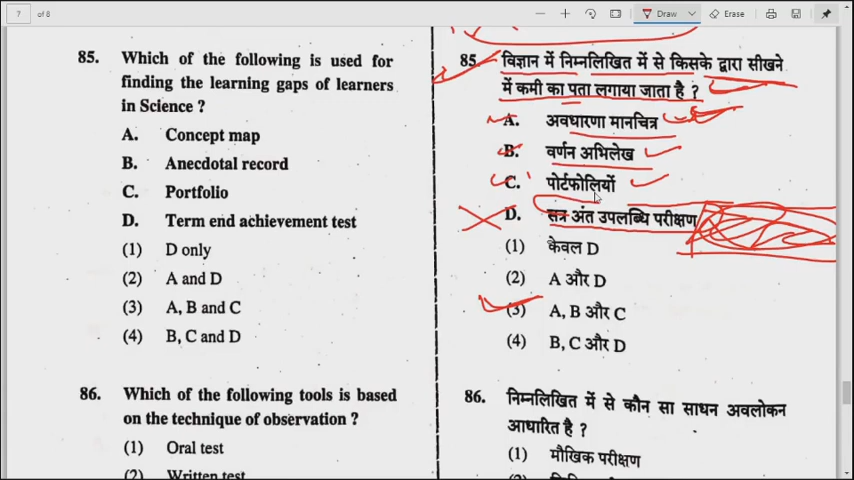 7 of 8
Draw
Erase
85. Which of the following is used for
finding the learning gaps of learners
in Science ?
A. Concept map
B. Anecdotal record
C. Portfolio
D. Term end achievement test
(1) D only
(2) A and D
(3) A, B and C
(4) B, C and D
86. Which of the following tools is based
on the technique of observation ?
(1) Oral test
(2) Written test
85. विज्ञान में निम्नलिखित में से किसके द्वारा सीखने
में कमी का पता लगाया जाता है ?
A. अवधारणा मानचित्र
B. वर्णन अभिलेख
C. पोर्टफोलियों
D. सत्र अंत उपलब्धि परीक्षण
(1) केवल D
(2) A और D
(3) A, B और C
(4) B, C और D
86. निम्नलिखित में से कौन सा साधन अवलोकन
आधारित है ?
(1) मौखिक परीक्षण